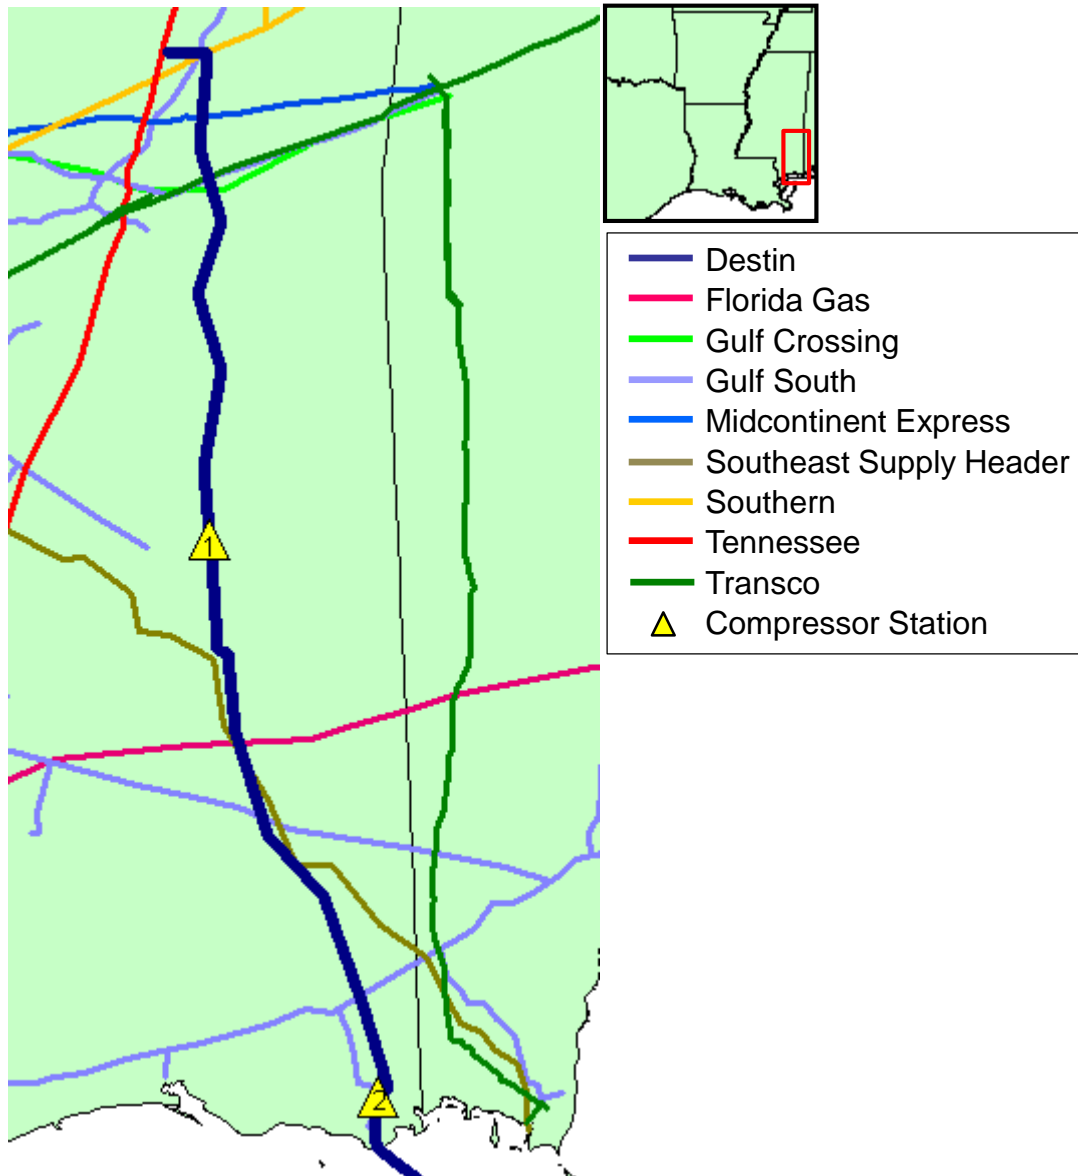 Destin
Florida Gas
Gulf Crossing
Gulf South
Midcontinent Express
Southeast Supply Header
Southern
Tennessee
Transco
Compressor Station
1
2